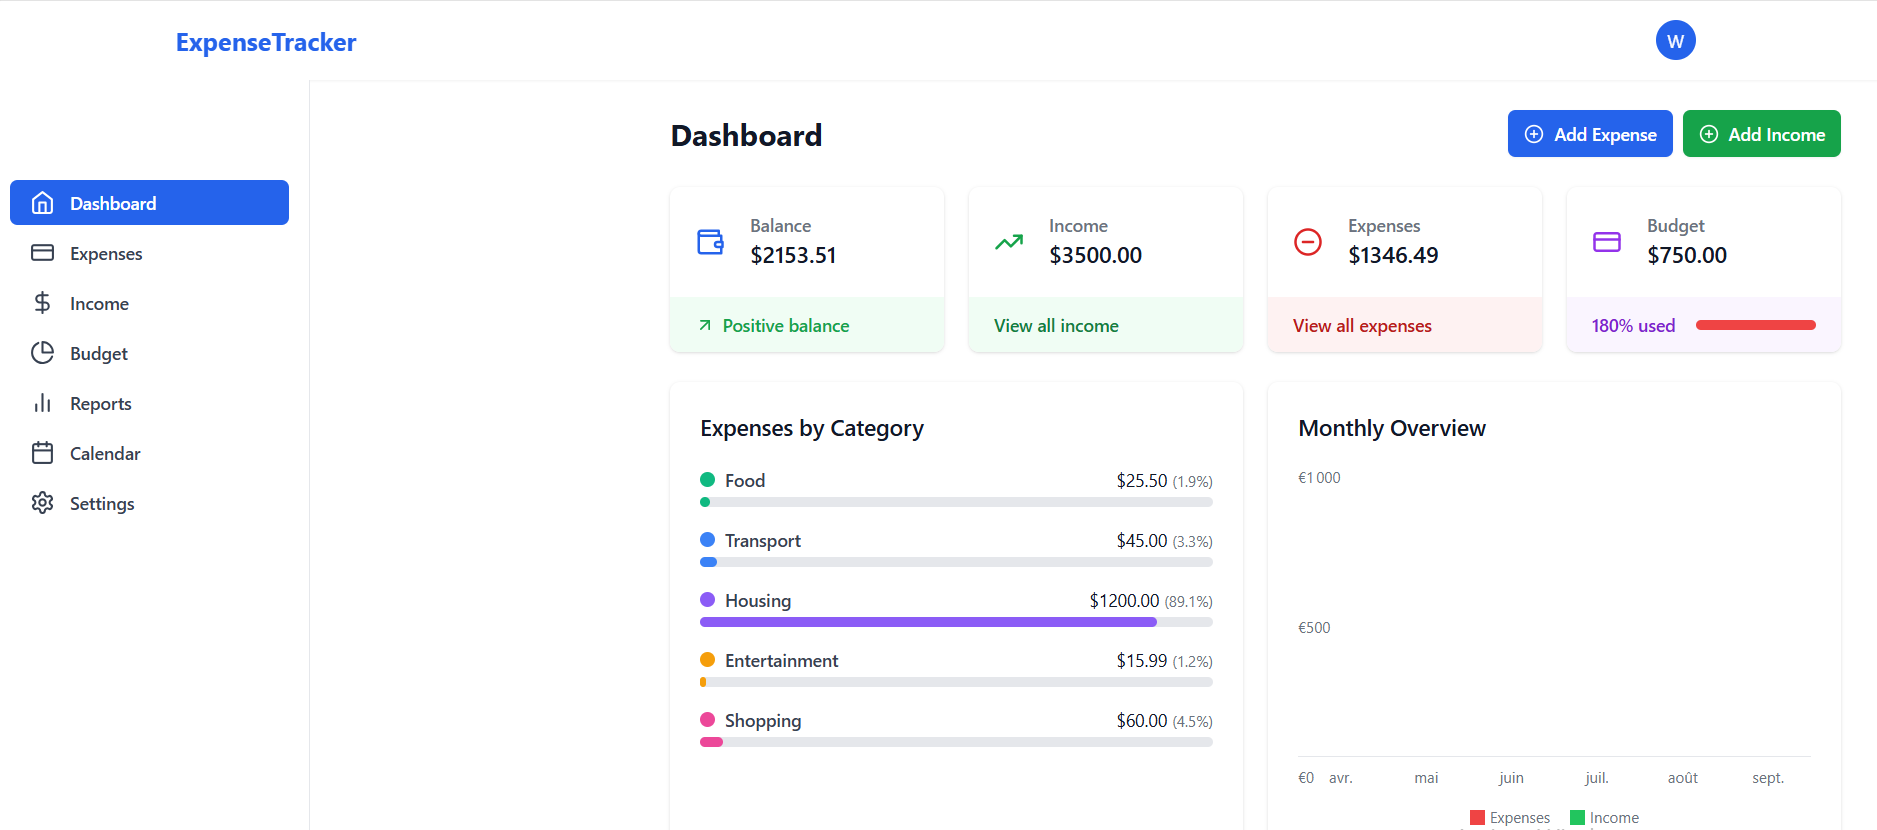 ExpenseTracker
W
Dashboard
Expenses
Income
Budget
Reports
Calendar
Settings
Dashboard
Add Expense
Add Income
Balance
$2153.51
Positive balance
Income
$3500.00
View all income
Expenses
$1346.49
View all expenses
Budget
$750.00
180% used
Expenses by Category
Food $25.50 (1.9%)
Transport $45.00 (3.3%)
Housing $1200.00 (89.1%)
Entertainment $15.99 (1.2%)
Shopping $60.00 (4.5%)
Monthly Overview
€1 000
€500
€0 avr. mai juin juil. août sept.
Expenses Income